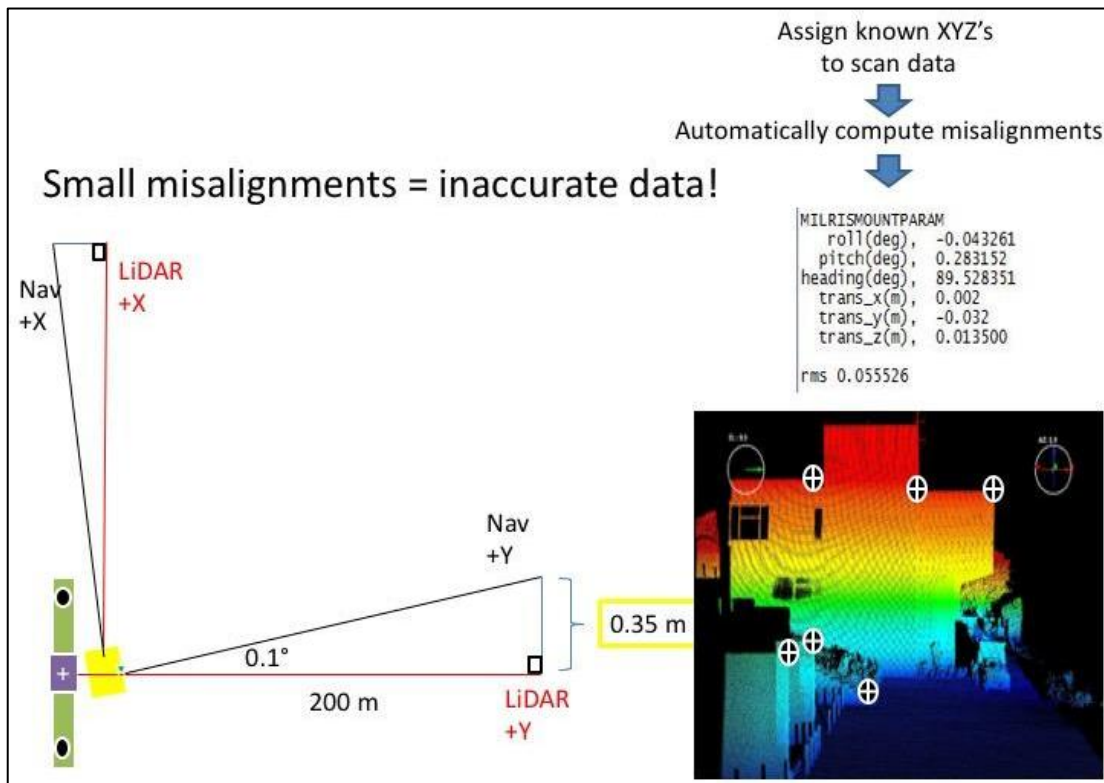 Assign known XYZ's
to scan data
Automatically compute misalignments
Small misalignments = inaccurate data!
MILRISMOUNTPARAM
roll(deg), -0.043261
pitch(deg), 0.283152
heading(deg), 89.528351
trans_x(m), 0.002
trans_y(m), -0.032
trans_z(m), 0.013500
rms 0.055526
Nav
+X
LiDAR
+X
Nav
+Y
0.35 m
0.1°
200 m
LiDAR
+Y